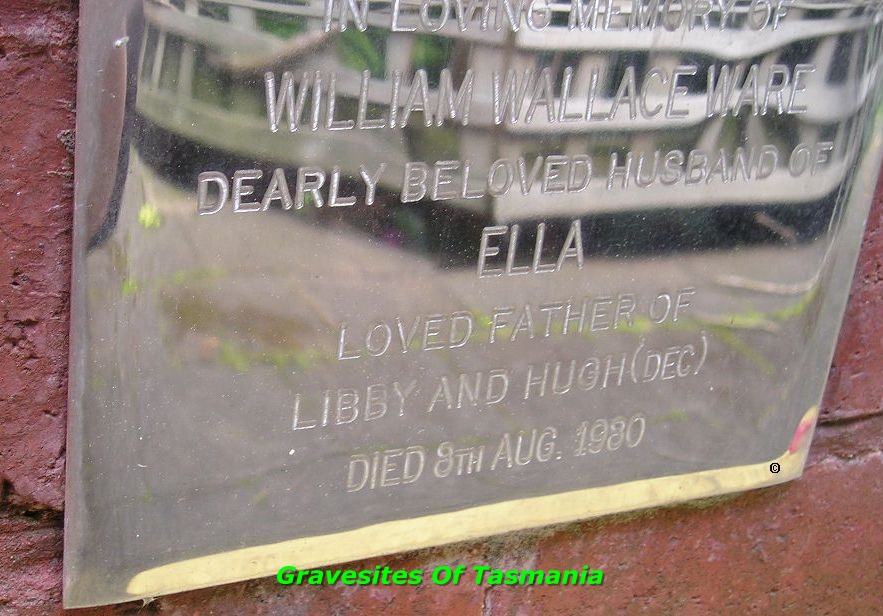 IN LOVING MEMORY OF
WILLIAM WALLACE WARE
DEARLY BELOVED HUSBAND OF
ELLA
LOVED FATHER OF
LIBBY AND HUGH (DEC)
DIED 8TH AUG. 1980
©
Gravesites Of Tasmania